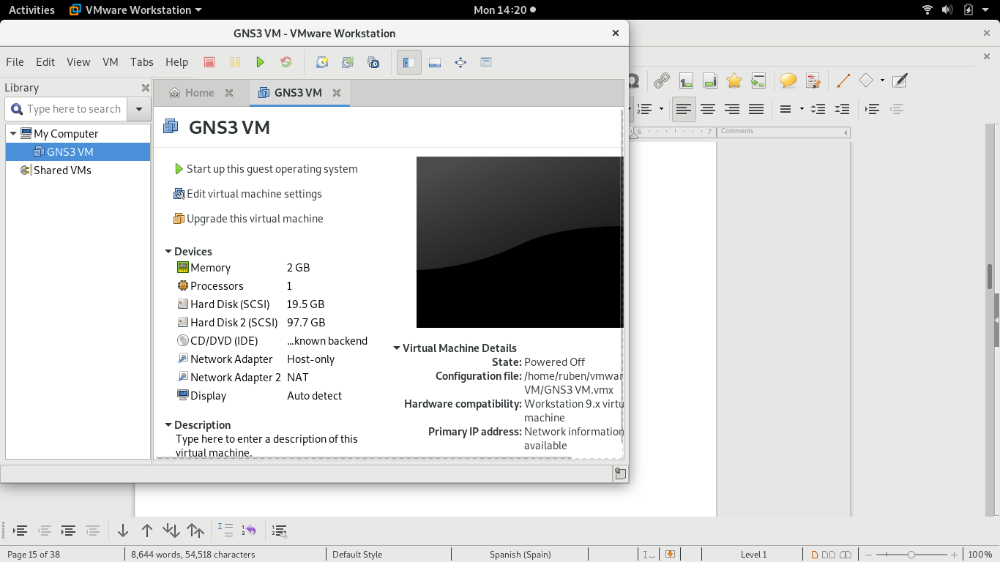 Activities VMware Workstation Mon 14:20
GNS3 VM - VMware Workstation
File Edit View VM Tabs Help
Library
Type here to search
My Computer
GNS3 VM
Shared VMs
Home GNS3 VM
GNS3 VM
Start up this guest operating system
Edit virtual machine settings
Upgrade this virtual machine
Devices
Memory 2 GB
Processors 1
Hard Disk (SCSI) 19.5 GB
Hard Disk 2 (SCSI) 97.7 GB
CD/DVD (IDE) ...known backend
Network Adapter Host-only
Network Adapter 2 NAT
Display Auto detect
Description
Type here to enter a description of this
virtual machine.
Virtual Machine Details
State: Powered Off
Configuration file: /home/ruben/vmwar
VM/GNS3 VM.vmx
Hardware compatibility: Workstation 9.x virtu
machine
Primary IP address: Network information
available
6 7 Comments
Page 15 of 38 8,644 words, 54,518 characters Default Style Spanish (Spain) Level 1 100%